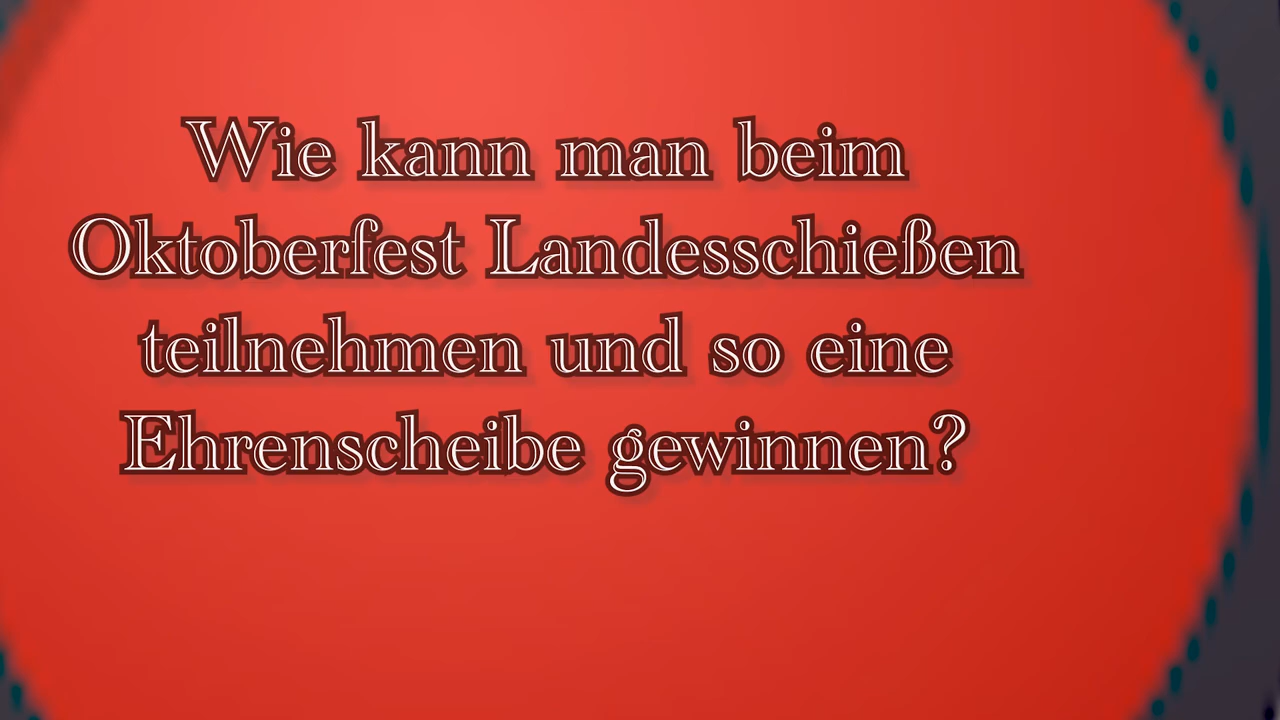 Wie kann man beim
Oktoberfest Landesschießen
teilnehmen und so eine
Ehrenscheibe gewinnen?